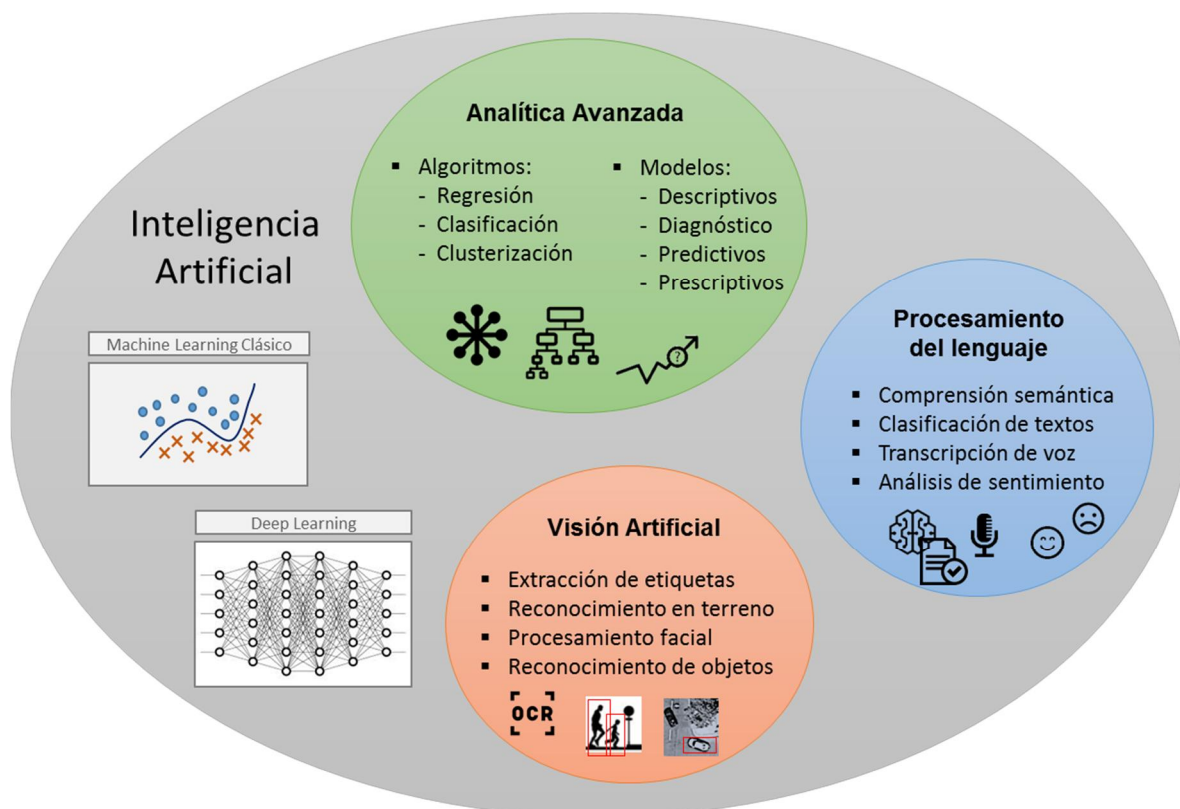 Inteligencia
Artificial
Machine Learning Clásico
Deep Learning
Analítica Avanzada
▪ Algoritmos:
- Regresión
- Clasificación
- Clusterización
▪ Modelos:
- Descriptivos
- Diagnóstico
- Predictivos
- Prescriptivos
?
Procesamiento
del lenguaje
▪ Comprensión semántica
▪ Clasificación de textos
▪ Transcripción de voz
▪ Análisis de sentimiento
Visión Artificial
▪ Extracción de etiquetas
▪ Reconocimiento en terreno
▪ Procesamiento facial
▪ Reconocimiento de objetos
OCR